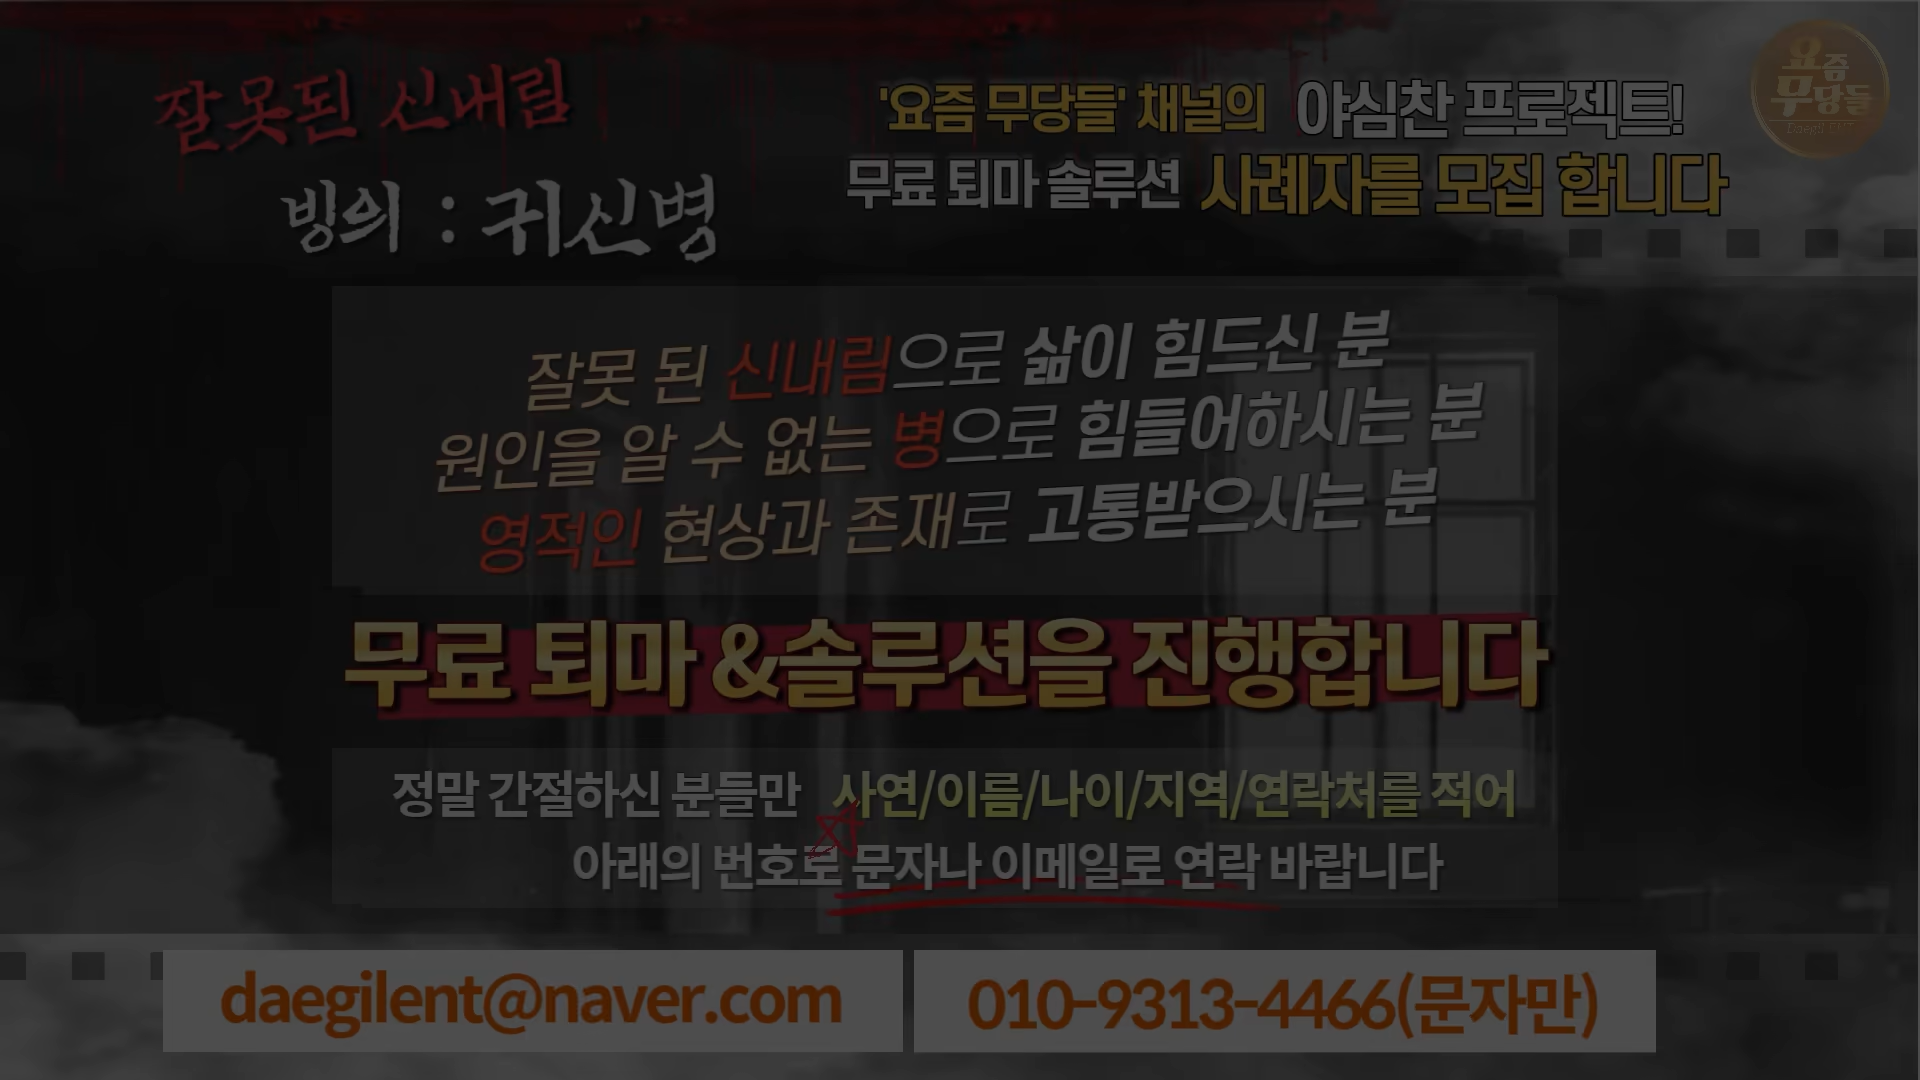 잘못된 신내림
빙의 : 귀신병
'요즘 무당들' 채널의 야심찬 프로젝트!
무료 퇴마 솔루션 사례자를 모집 합니다
요즘
무당들
잘못 된 신내림으로 삶이 힘드신 분
원인을 알 수 없는 병으로 힘들어하시는 분
영적인 현상과 존재로 고통받으시는 분
무료 퇴마 &솔루션을 진행합니다
정말 간절하신 분들만 사연/이름/나이/지역/연락처를 적어
아래의 번호로 문자나 이메일로 연락 바랍니다
daegilent@naver.com
010-9313-4466(문자만)